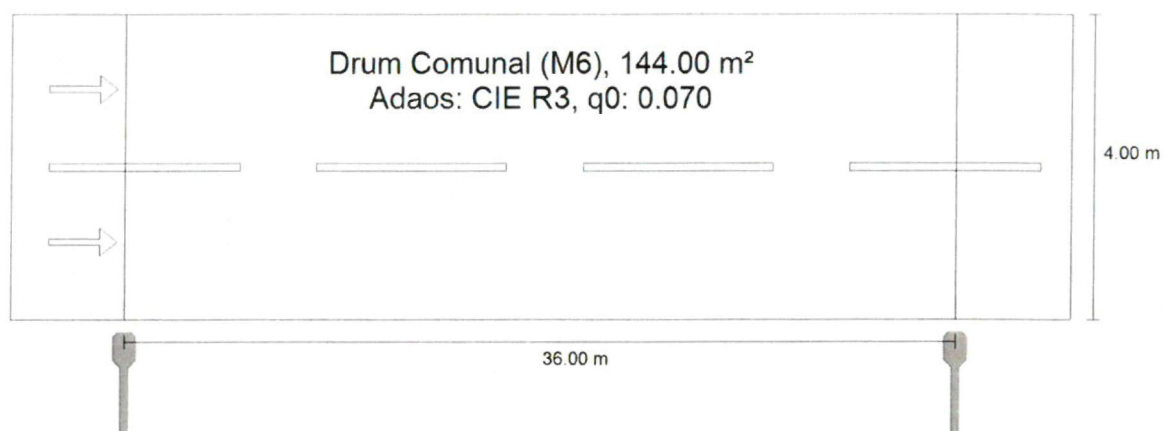 Drum Comunal (M6), 144.00 m²
Adaos: CIE R3, q0: 0.070
4.00 m
36.00 m